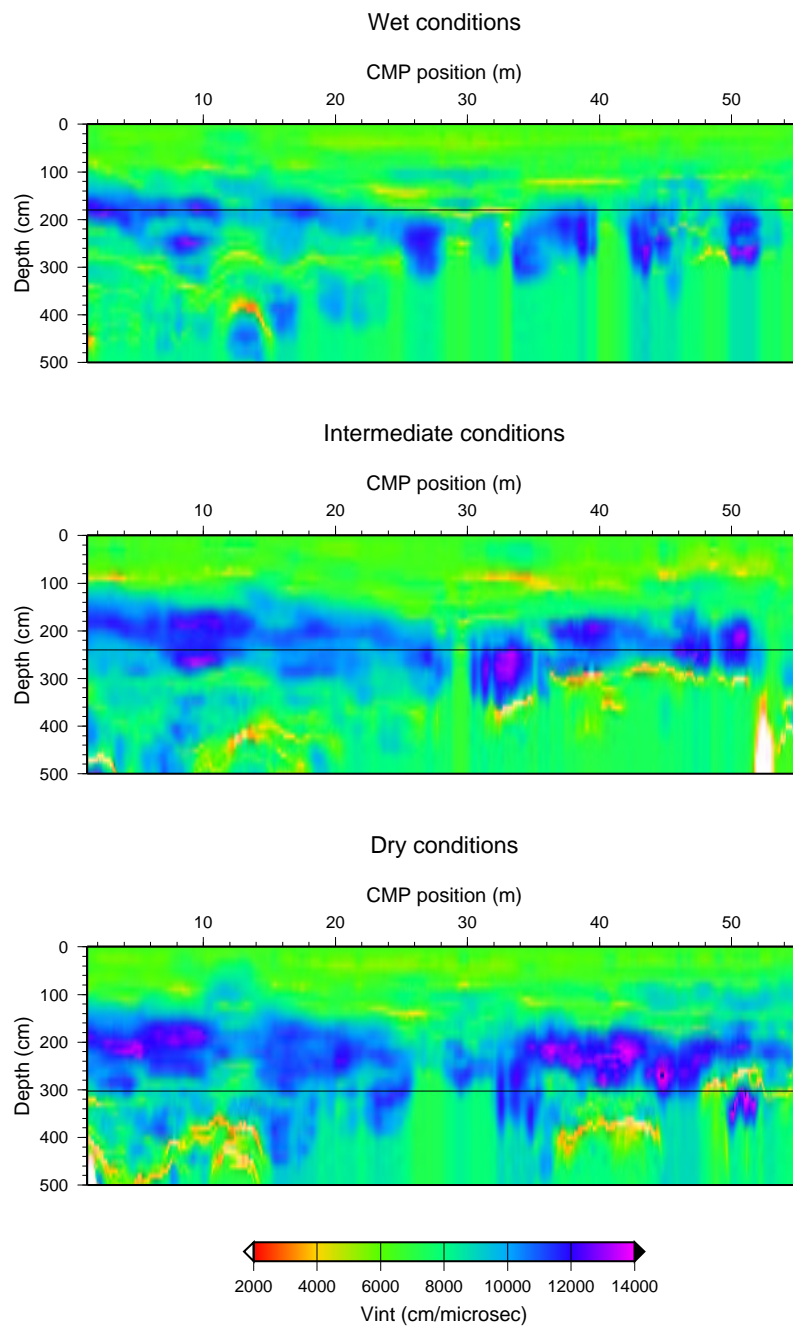 Wet conditions
CMP position (m)
10 20 30 40 50
0
100
200
300
400
500
Depth (cm)
Intermediate conditions
CMP position (m)
10 20 30 40 50
0
100
200
300
400
500
Depth (cm)
Dry conditions
CMP position (m)
10 20 30 40 50
0
100
200
300
400
500
Depth (cm)
2000 4000 6000 8000 10000 12000 14000
Vint (cm/microsec)